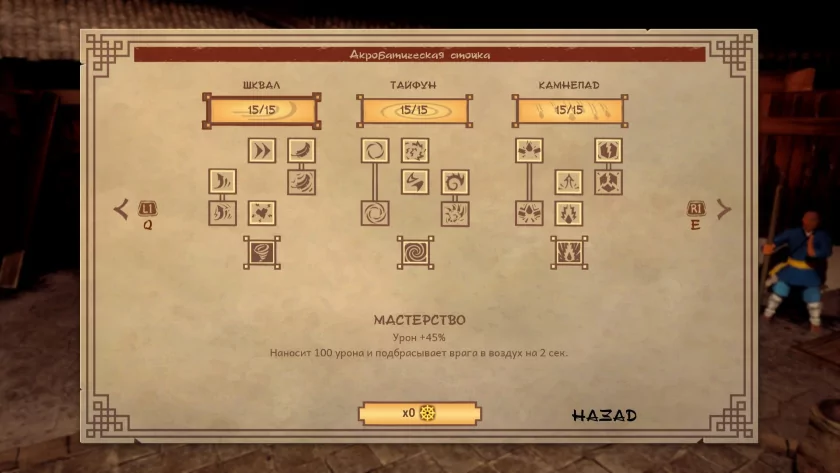 Акробатическая стойка
ШКВАЛ
ТАЙФУН
КАМНЕПАД
15/15
15/15
15/15
L1
Q
R1
E
МАСТЕРСТВО
Урон +45%
Наносит 100 урона и подбрасывает врага в воздух на 2 сек.
x0
НАЗАД